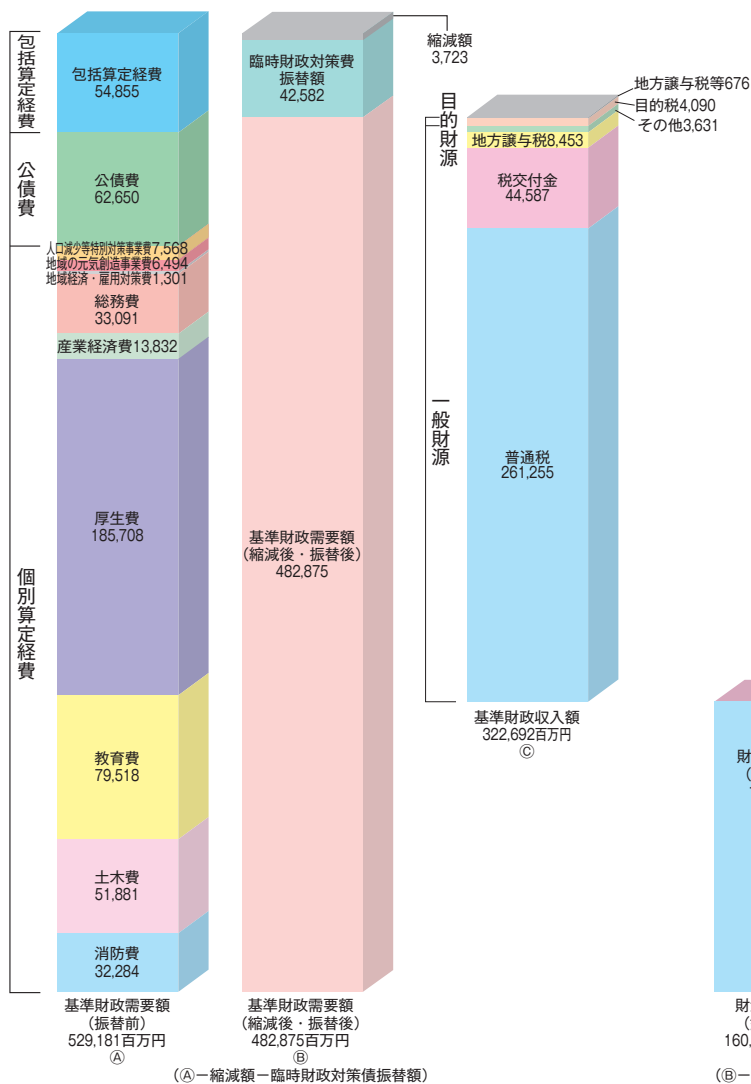 包括算定経費
公債費
個別算定経費
包括算定経費
54,855
公債費
62,650
人口減少等特別対策事業費7,568
地域の元気創造事業費6,494
地域経済・雇用対策費1,301
総務費
33,091
産業経済費13,832
厚生費
185,708
教育費
79,518
土木費
51,881
消防費
32,284
基準財政需要額
(振替前)
529,181百万円
Ⓐ
縮減額
3,723
臨時財政対策費
振替額
42,582
基準財政需要額
(縮減後・振替後)
482,875
基準財政需要額
(縮減後・振替後)
482,875百万円
Ⓑ
(Ⓐー縮減額ー臨時財政対策債振替額)
目的財源
一般財源
地方譲与税等676
目的税4,090
その他3,631
地方譲与税8,453
税交付金
44,587
普通税
261,255
基準財政収入額
322,692百万円
Ⓒ
財
(
財
(
160,
(Ⓑー